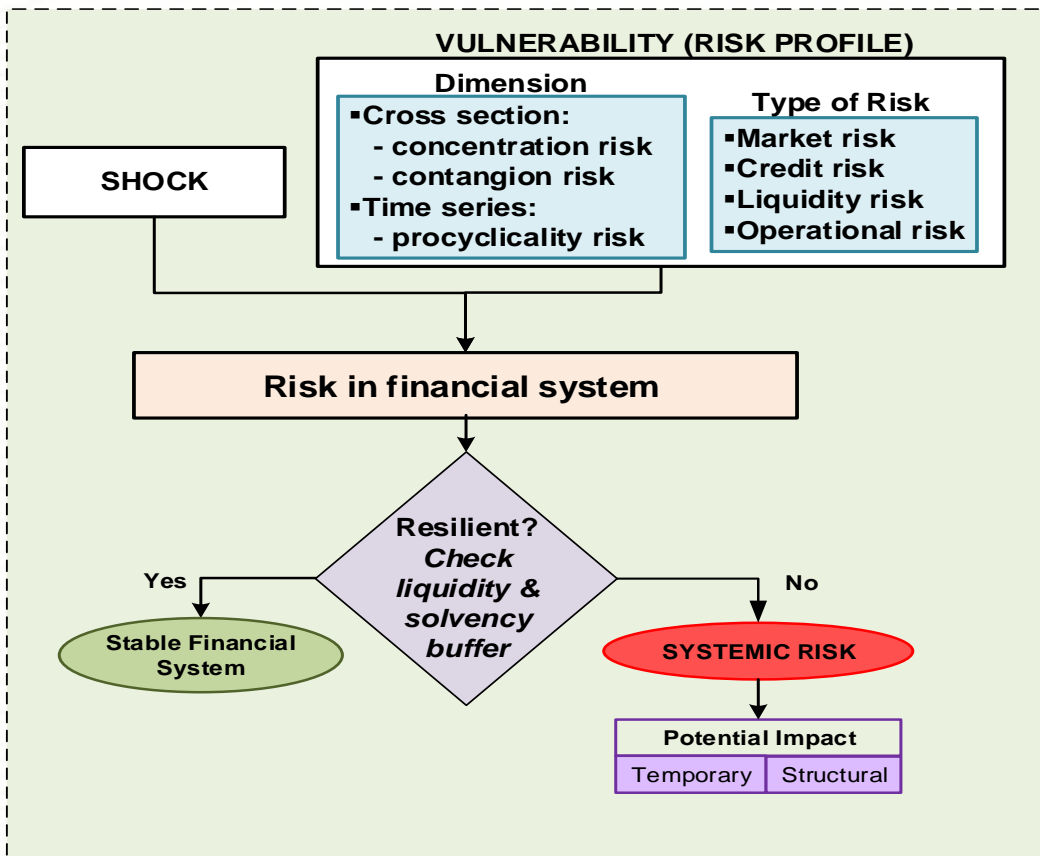 VULNERABILITY (RISK PROFILE)
Dimension
▪Cross section:
- concentration risk
- contangion risk
▪Time series:
- procyclicality risk
Type of Risk
▪Market risk
▪Credit risk
▪Liquidity risk
▪Operational risk
SHOCK
Risk in financial system
Resilient?
Check
liquidity &
solvency
buffer
Yes
No
Stable Financial
System
SYSTEMIC RISK
Potential Impact
Temporary
Structural